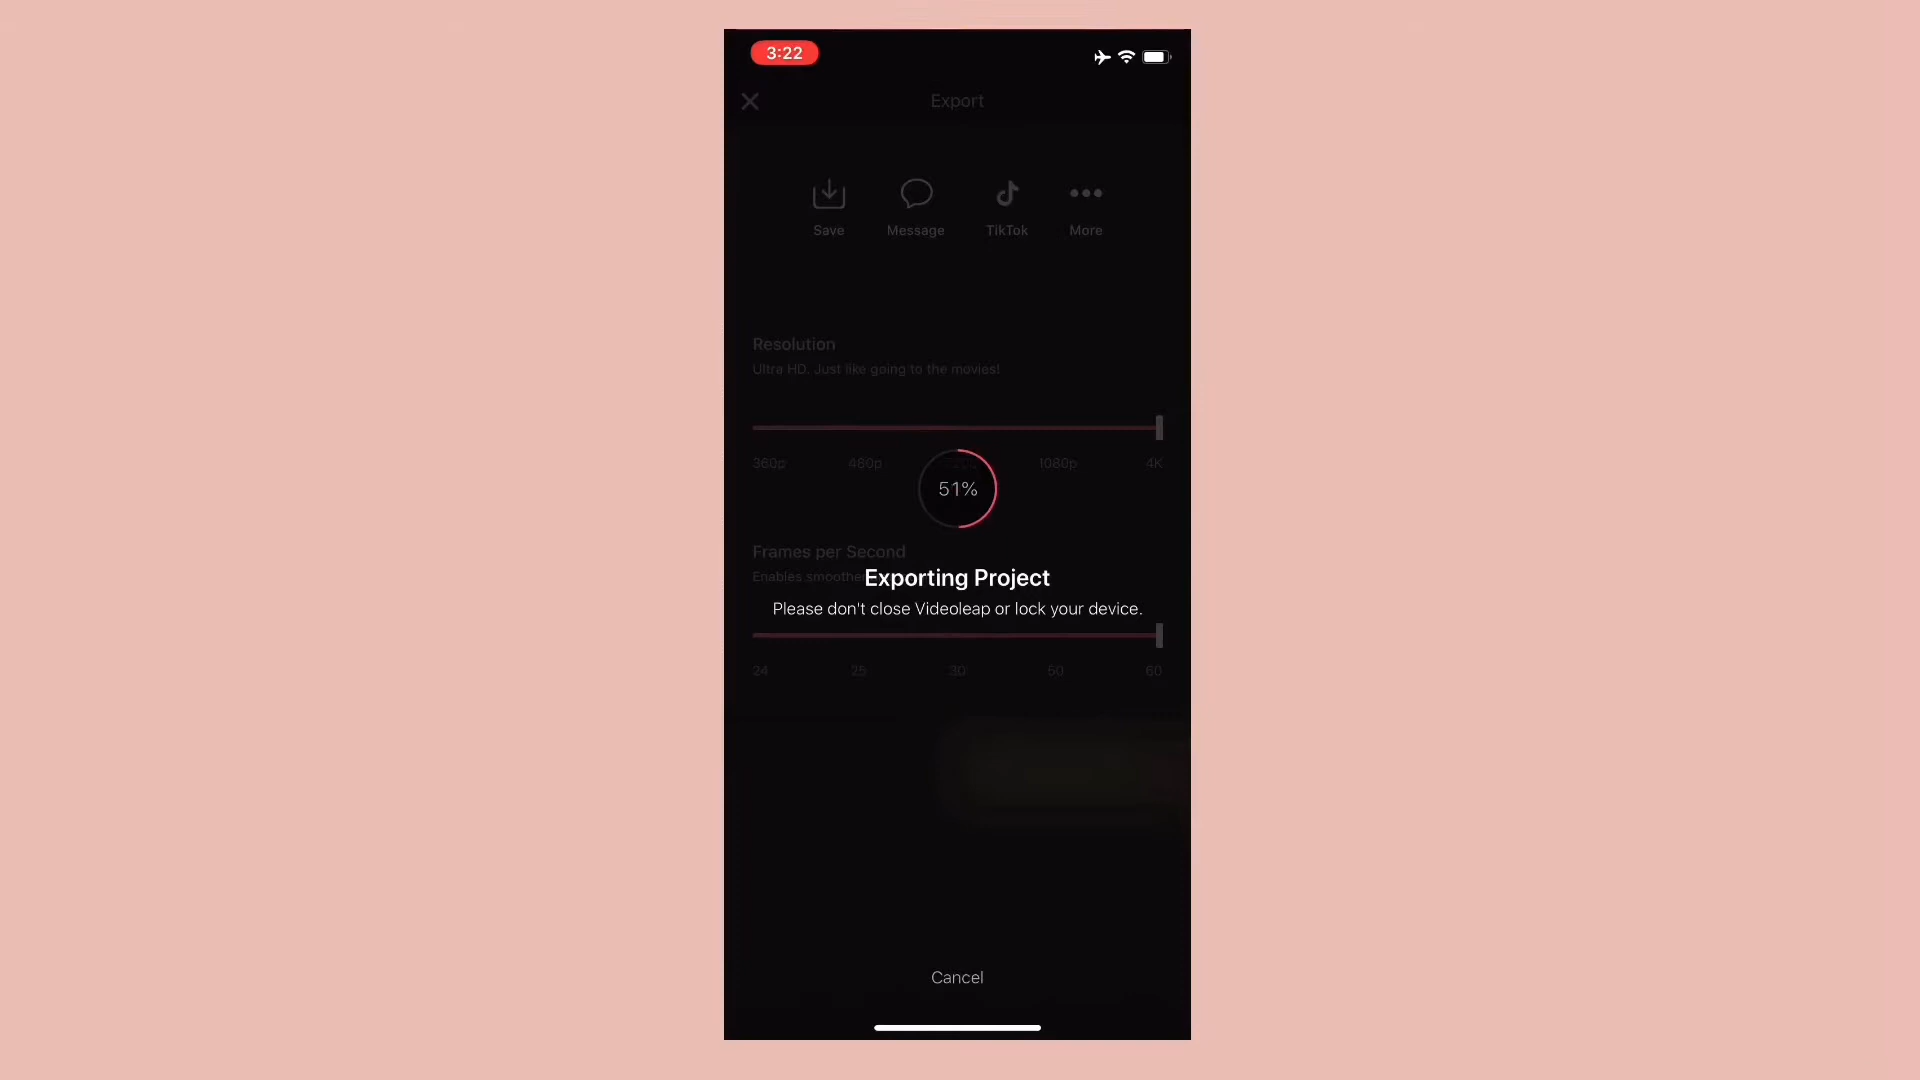 3:22
Export
Save Message TikTok More
Resolution
Ultra HD. Just like going to the movies!
360p 480p 1080p 4K
51%
Frames per Second
Enables smoother
Exporting Project
Please don't close Videoleap or lock your device.
24 25 30 50 60
Cancel